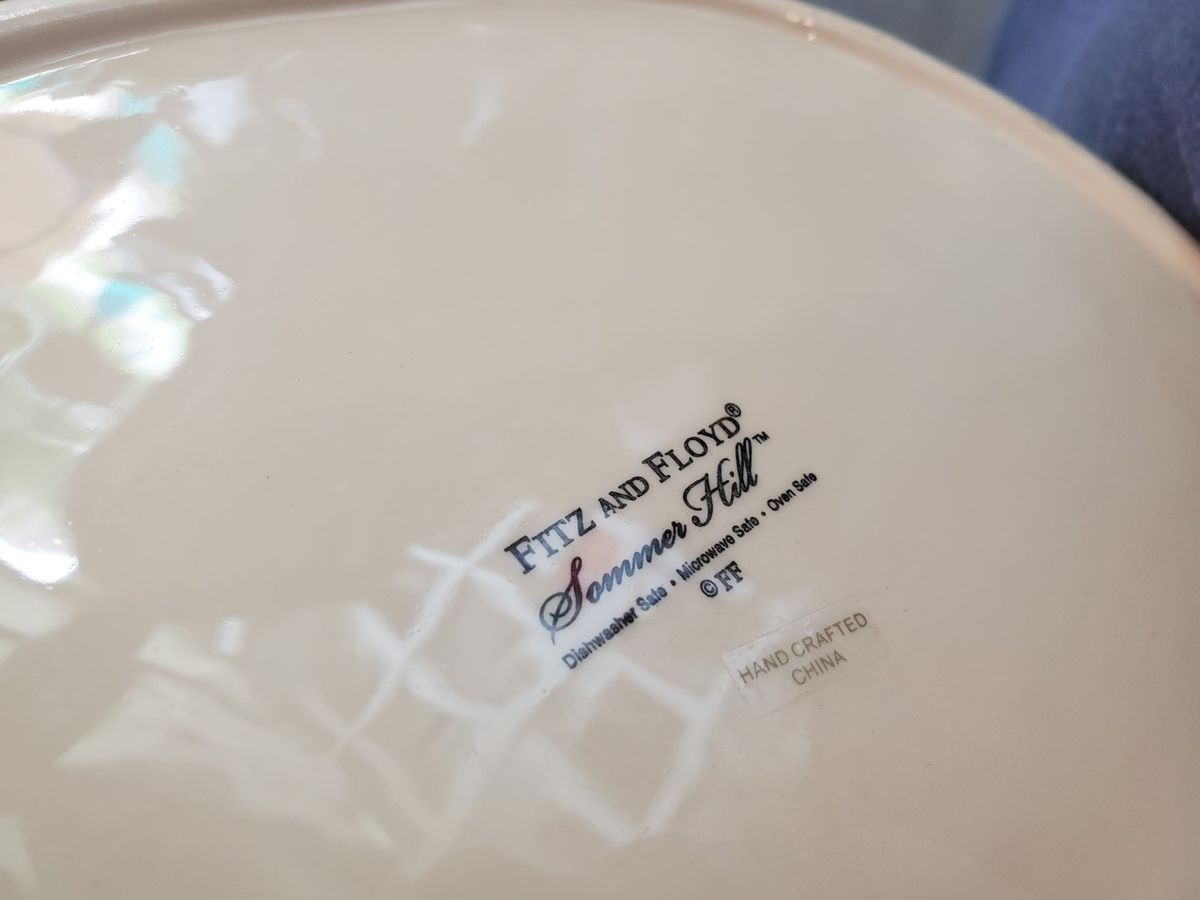 FITZ AND FLOYD®
Sommer Hill™
Dishwasher Safe • Microwave Safe • Oven Safe
©FF
HAND CRAFTED
CHINA